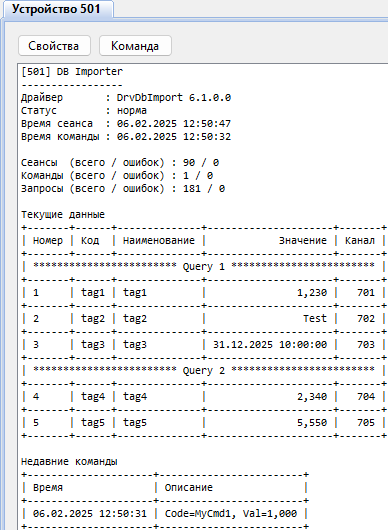 Устройство 501
Свойства Команда
[501] DB Importer
-----------------
Драйвер : DrvDbImport 6.1.0.0
Статус : норма
Время сеанса : 06.02.2025 12:50:47
Время команды : 06.02.2025 12:50:32
Сеансы (всего / ошибок) : 90 / 0
Команды (всего / ошибок) : 1 / 0
Запросы (всего / ошибок) : 181 / 0
Текущие данные
+-------+------+--------------+---------------------+-------+
| Номер | Код | Наименование | Значение | Канал |
+-------+------+--------------+---------------------+-------+
| ************************ Query 1 ************************ |
+-------+------+--------------+---------------------+-------+
| 1 | tag1 | tag1 | 1,230 | 701 |
+-------+------+--------------+---------------------+-------+
| 2 | tag2 | tag2 | Test | 702 |
+-------+------+--------------+---------------------+-------+
| 3 | tag3 | tag3 | 31.12.2025 10:00:00 | 703 |
+-------+------+--------------+---------------------+-------+
| ************************ Query 2 ************************ |
+-------+------+--------------+---------------------+-------+
| 4 | tag4 | tag4 | 2,340 | 704 |
+-------+------+--------------+---------------------+-------+
| 5 | tag5 | tag5 | 5,550 | 705 |
+-------+------+--------------+---------------------+-------+
Недавние команды
+---------------------+------------------------+
| Время | Описание |
+---------------------+------------------------+
| 06.02.2025 12:50:31 | Code=MyCmd1, Val=1,000 |
+---------------------+------------------------+